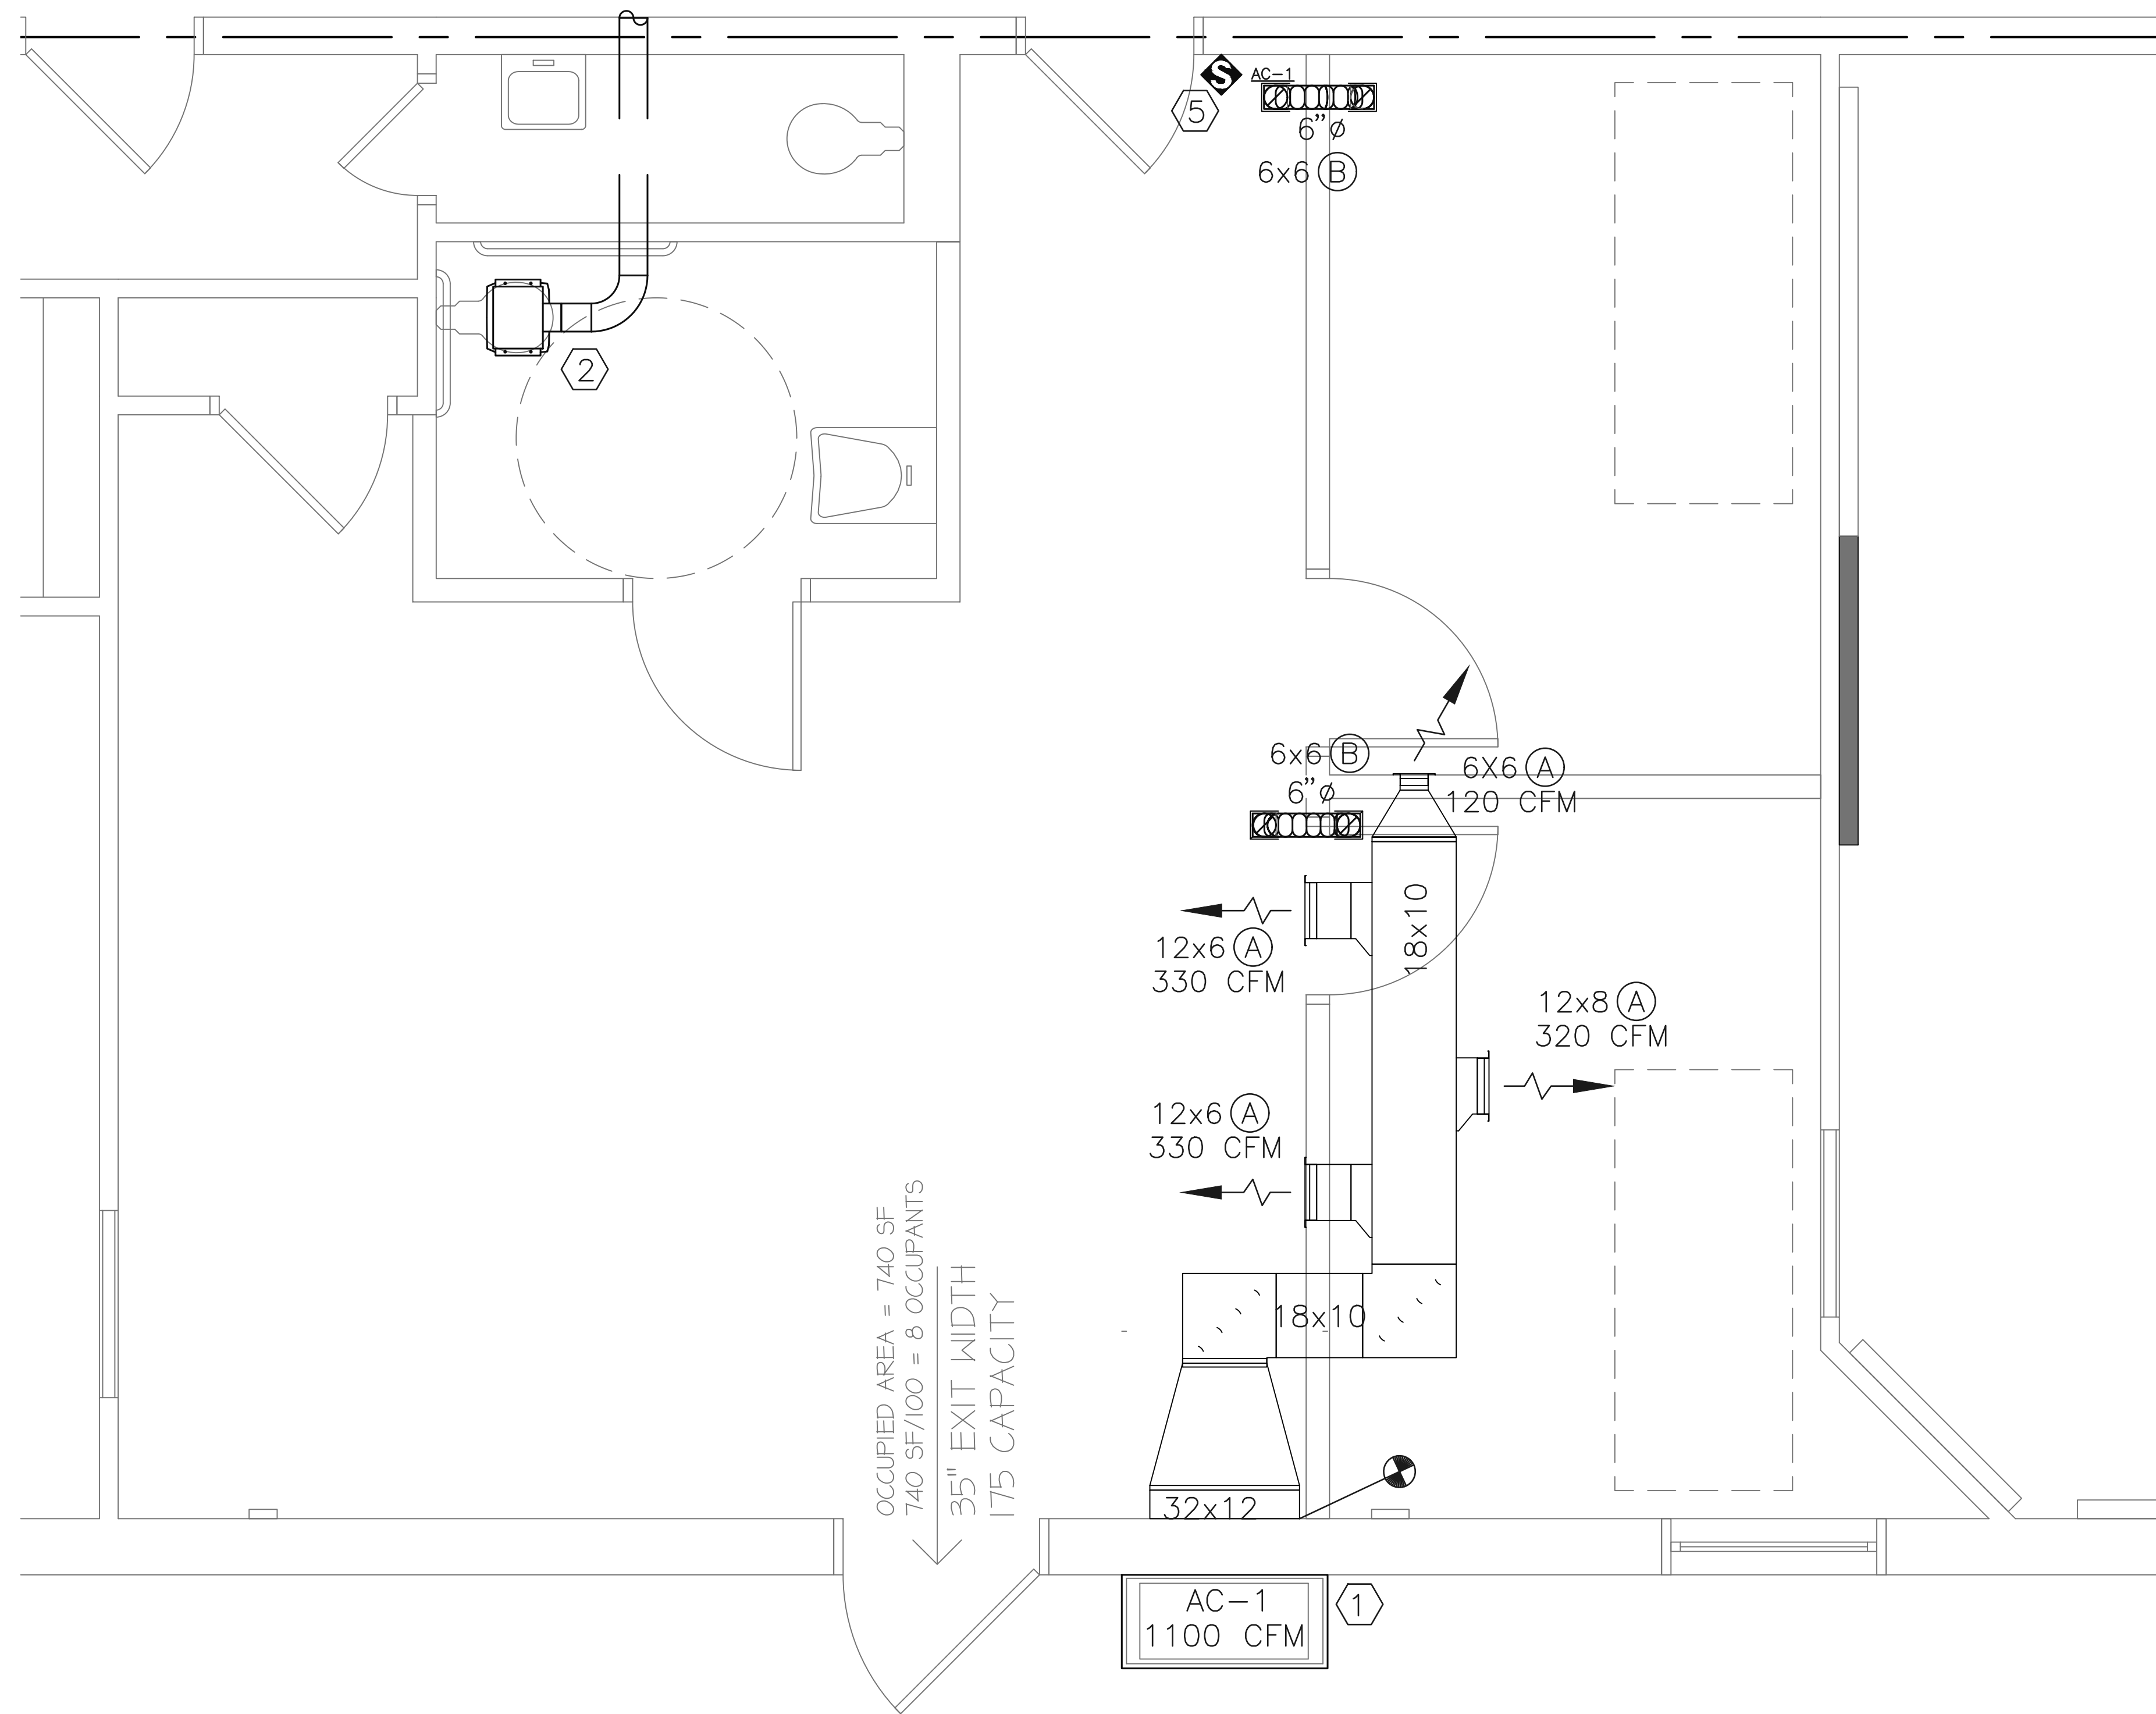 S
AC-1
5
6"ø
6x6 B
2
6x6 B
6"ø
6X6 A
120 CFM
18x10
12x6 A
330 CFM
12x8 A
320 CFM
12x6 A
330 CFM
OCCUPIED AREA = 740 SF
740 SF/100 = 8 OCCUPANTS
35" EXIT WIDTH
175 CAPACITY
18x10
32x12
AC-1
1100 CFM
1